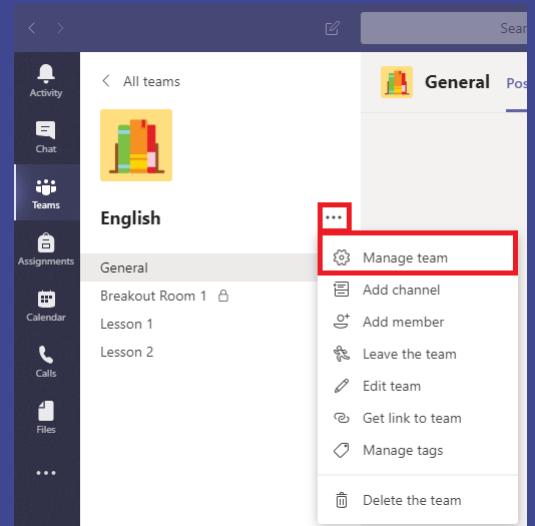 Sear
Activity
Chat
Teams
Assignments
Calendar
Calls
Files
All teams
English
General
Breakout Room 1
Lesson 1
Lesson 2
General Pos
Manage team
Add channel
Add member
Leave the team
Edit team
Get link to team
Manage tags
Delete the team